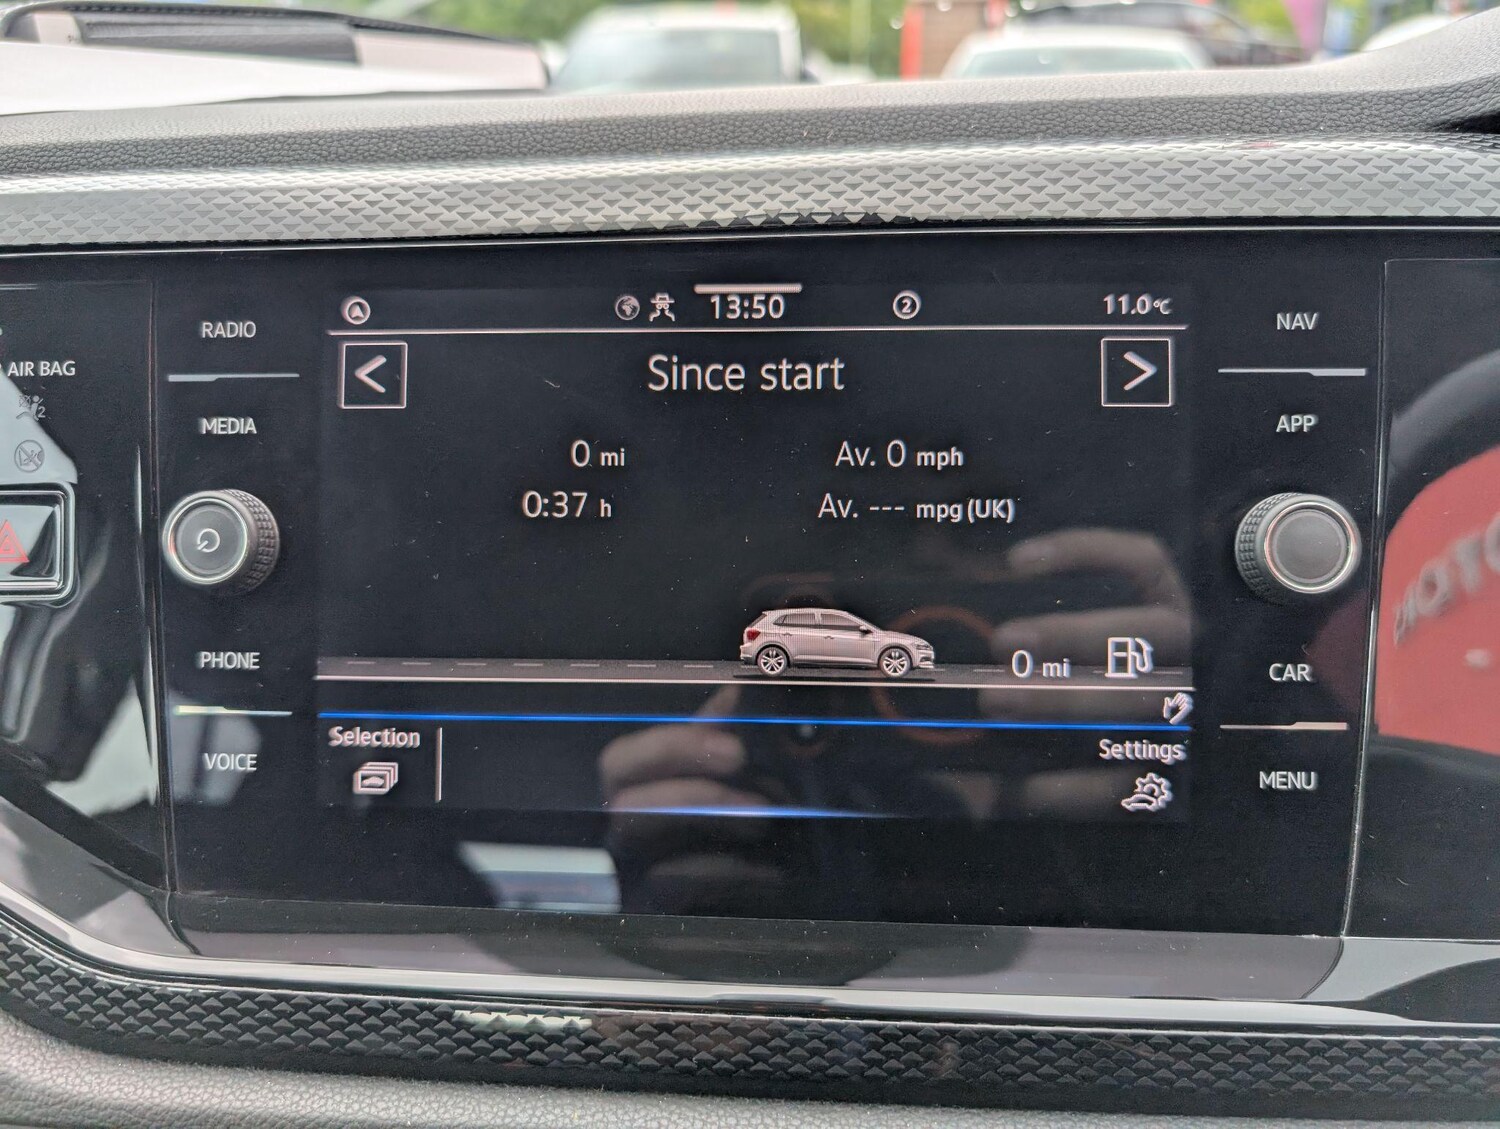 RADIO
MEDIA
PHONE
VOICE
AIR BAG
13:50
2
11.0°C
Since start
0 mi
Av. 0 mph
0:37 h
Av. --- mpg (UK)
0 mi
Selection
Settings
NAV
APP
CAR
MENU